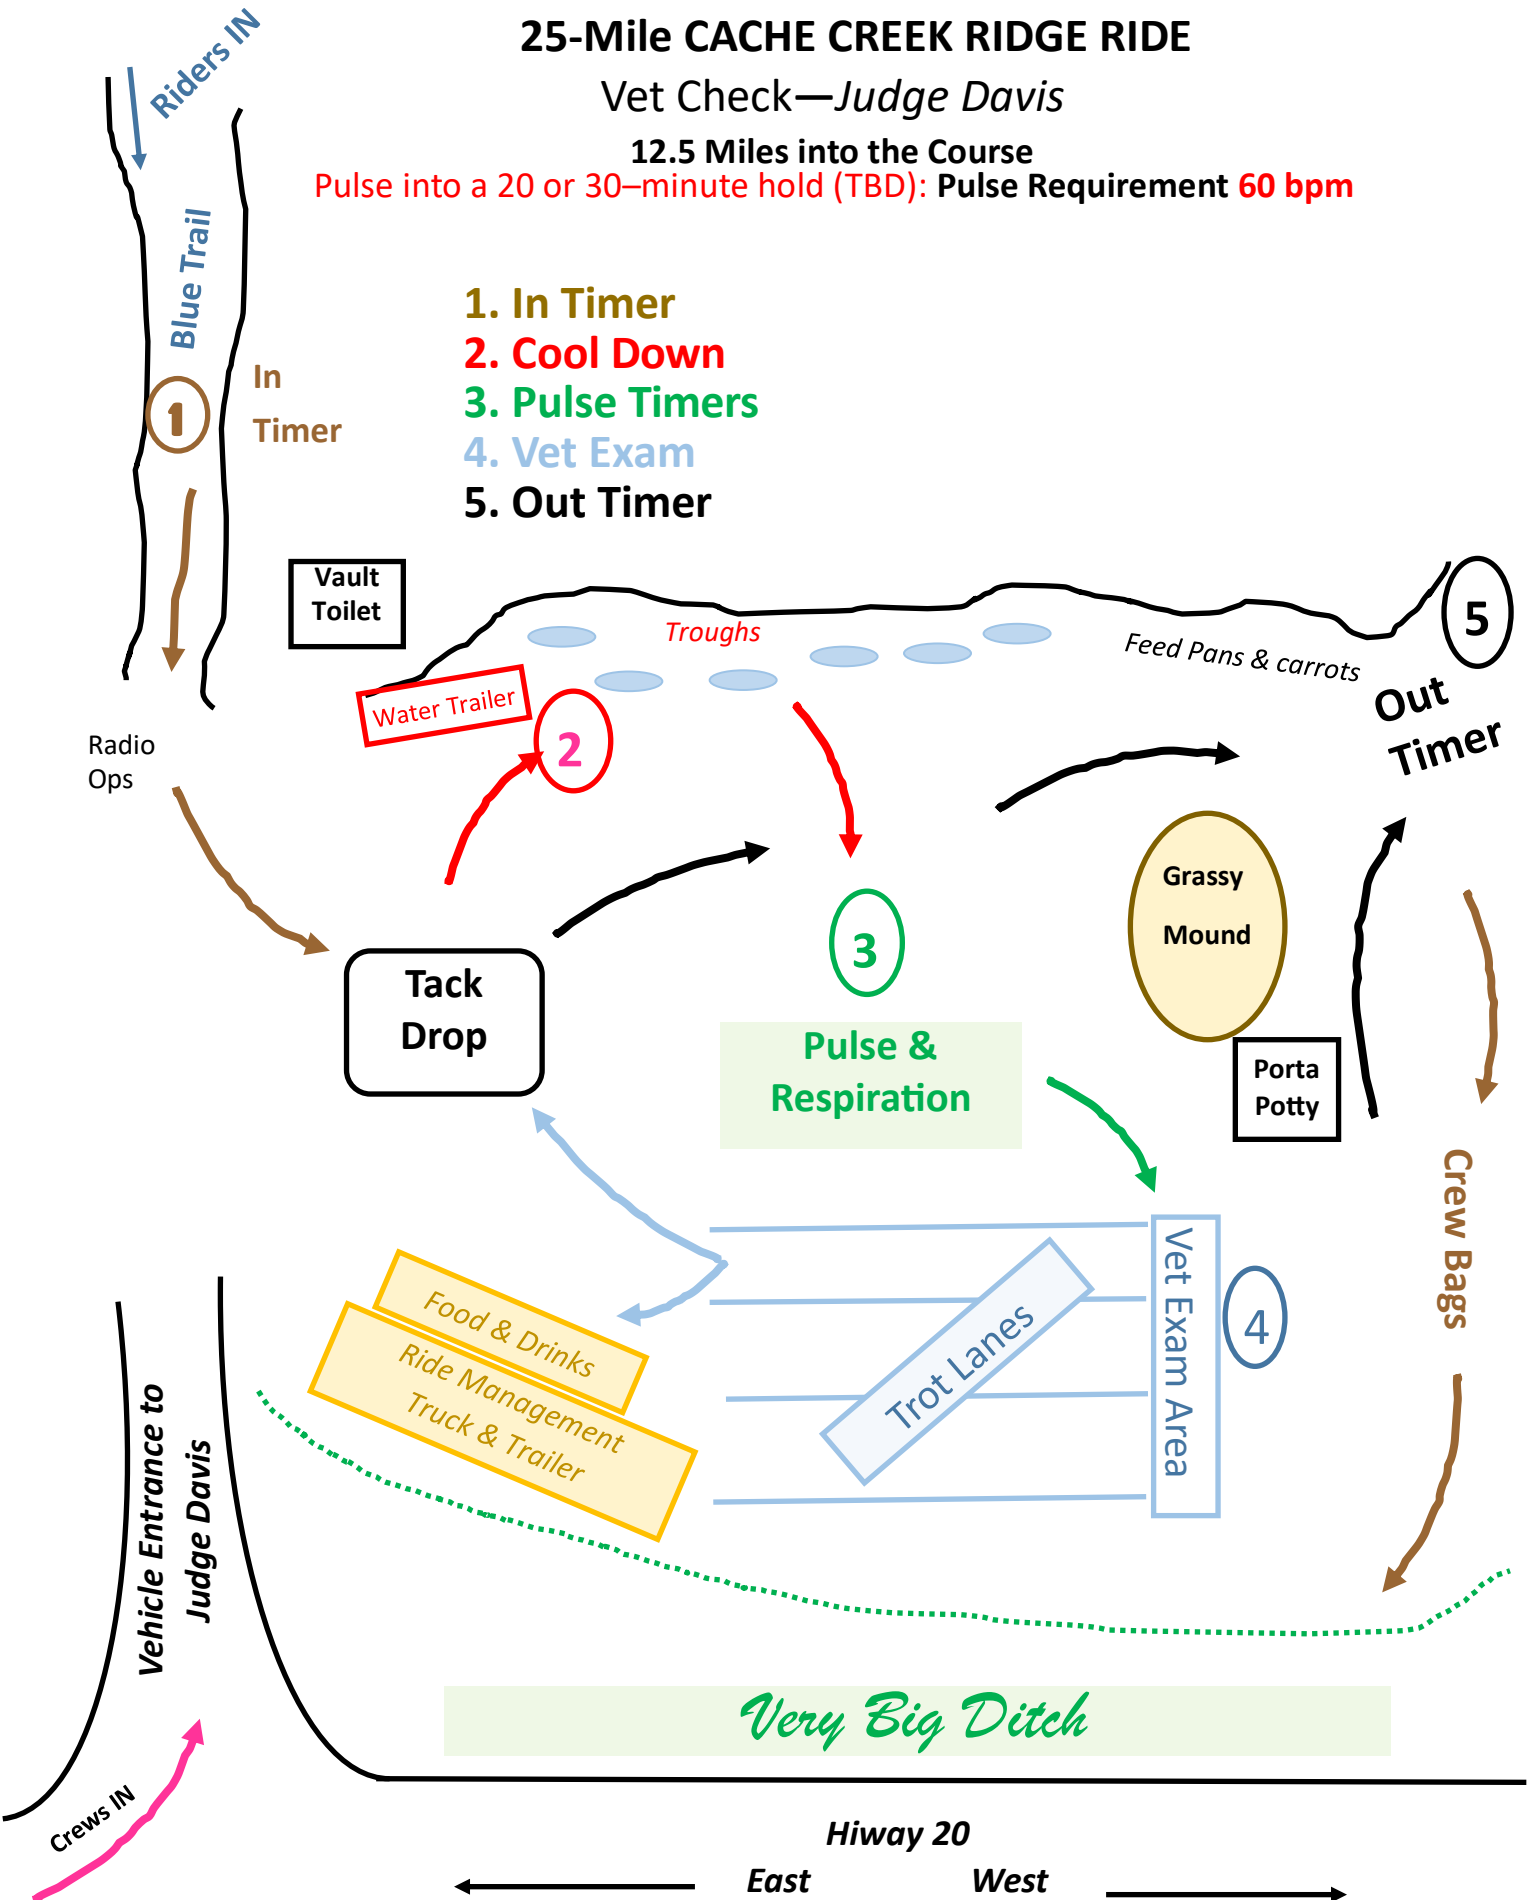 25-Mile CACHE CREEK RIDGE RIDE
Vet Check—Judge Davis
12.5 Miles into the Course
Pulse into a 20 or 30–minute hold (TBD): Pulse Requirement 60 bpm
Riders IN
Blue Trail
1
In
Timer
1. In Timer
2. Cool Down
3. Pulse Timers
4. Vet Exam
5. Out Timer
Vault
Toilet
Troughs
Feed Pans & carrots
5
Out
Timer
Water Trailer
2
Radio
Ops
Grassy
Mound
3
Tack
Drop
Pulse &
Respiration
Porta
Potty
Crew Bags
Vet Exam Area
4
Trot Lanes
Food & Drinks
Ride Management
Truck & Trailer
Vehicle Entrance to
Judge Davis
Very Big Ditch
Crews IN
Hiway 20
East West